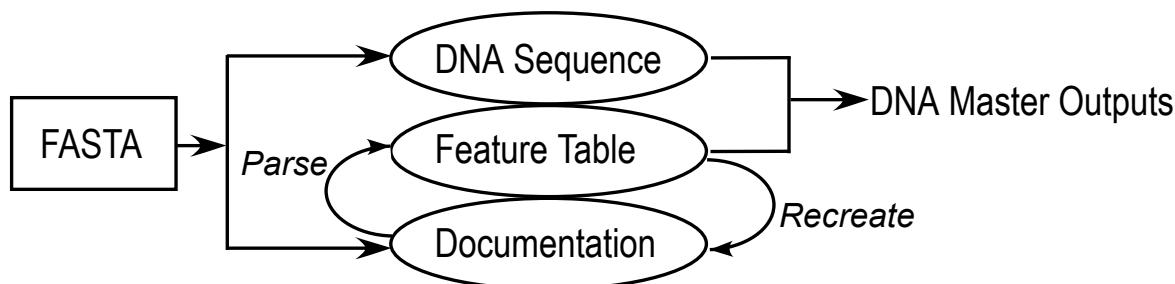 FASTA
DNA Sequence
Feature Table
Documentation
Parse
Recreate
DNA Master Outputs